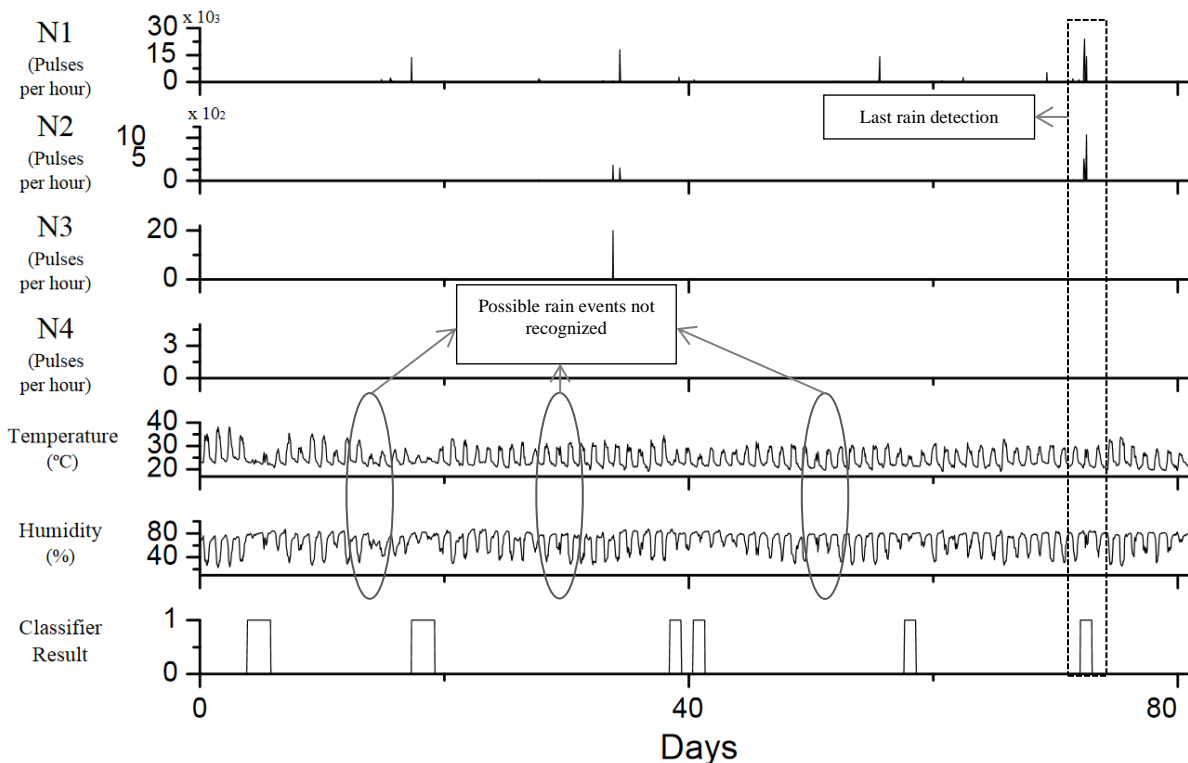 N1
(Pulses
per hour)
30
15
0
x 10³
Last rain detection
N2
(Pulses
per hour)
10
5
0
x 10²
N3
(Pulses
per hour)
20
0
Possible rain events not
recognized
N4
(Pulses
per hour)
3
0
Temperature
(ºC)
40
30
20
Humidity
(%)
80
40
Classifier
Result
1
0
0 40 80
Days